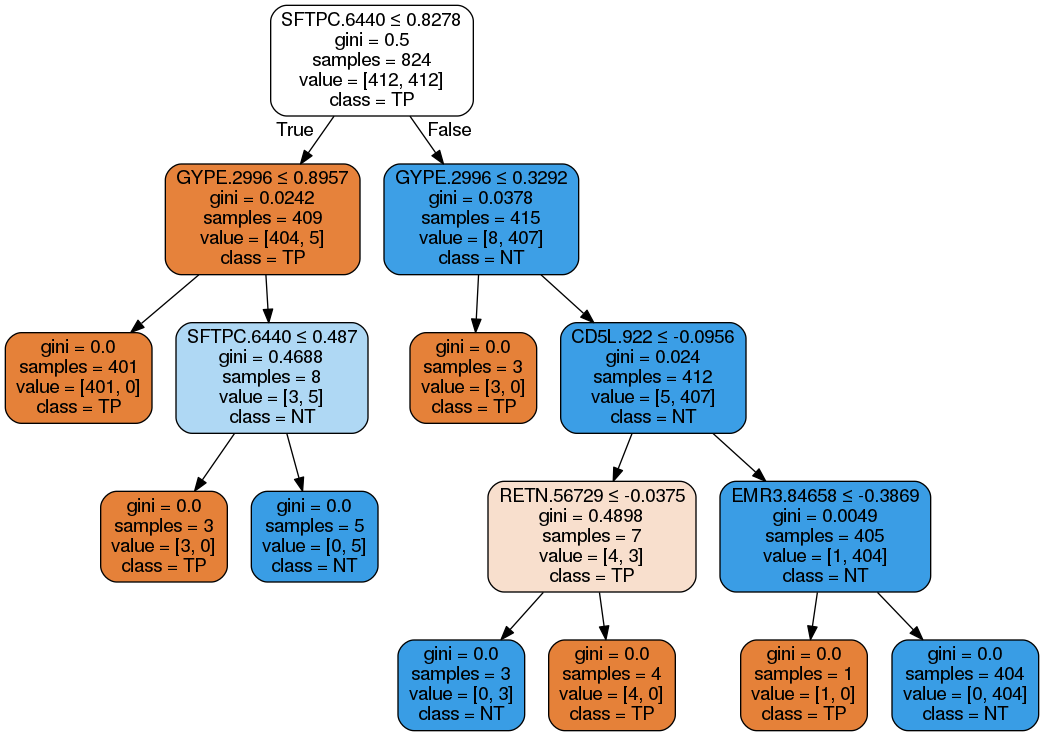 SFTPC.6440 ≤ 0.8278
gini = 0.5
samples = 824
value = [412, 412]
class = TP
True
False
GYPE.2996 ≤ 0.8957
gini = 0.0242
samples = 409
value = [404, 5]
class = TP
GYPE.2996 ≤ 0.3292
gini = 0.0378
samples = 415
value = [8, 407]
class = NT
gini = 0.0
samples = 401
value = [401, 0]
class = TP
SFTPC.6440 ≤ 0.487
gini = 0.4688
samples = 8
value = [3, 5]
class = NT
gini = 0.0
samples = 3
value = [3, 0]
class = TP
CD5L.922 ≤ -0.0956
gini = 0.024
samples = 412
value = [5, 407]
class = NT
gini = 0.0
samples = 3
value = [3, 0]
class = TP
gini = 0.0
samples = 5
value = [0, 5]
class = NT
RETN.56729 ≤ -0.0375
gini = 0.4898
samples = 7
value = [4, 3]
class = TP
EMR3.84658 ≤ -0.3869
gini = 0.0049
samples = 405
value = [1, 404]
class = NT
gini = 0.0
samples = 3
value = [0, 3]
class = NT
gini = 0.0
samples = 4
value = [4, 0]
class = TP
gini = 0.0
samples = 1
value = [1, 0]
class = TP
gini = 0.0
samples = 404
value = [0, 404]
class = NT